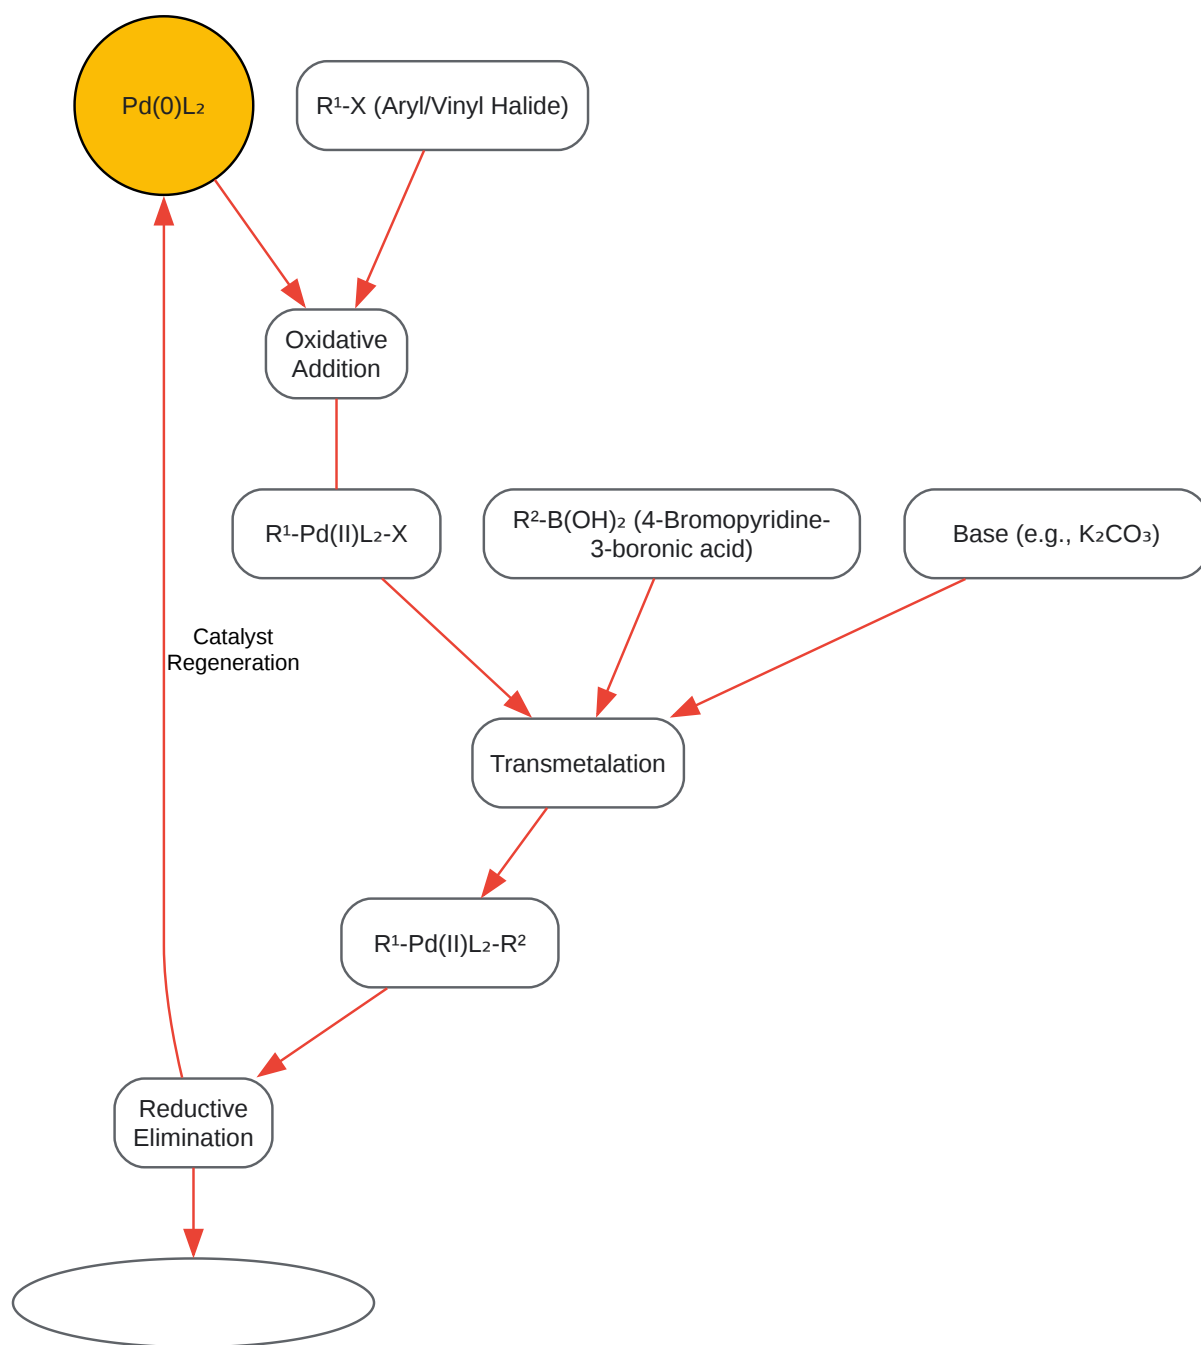 Pd(0)L₂
R¹-X (Aryl/Vinyl Halide)
Oxidative
Addition
R¹-Pd(II)L₂-X
R²-B(OH)₂ (4-Bromopyridine-
3-boronic acid)
Base (e.g., K₂CO₃)
Catalyst
Regeneration
Transmetalation
R¹-Pd(II)L₂-R²
Reductive
Elimination